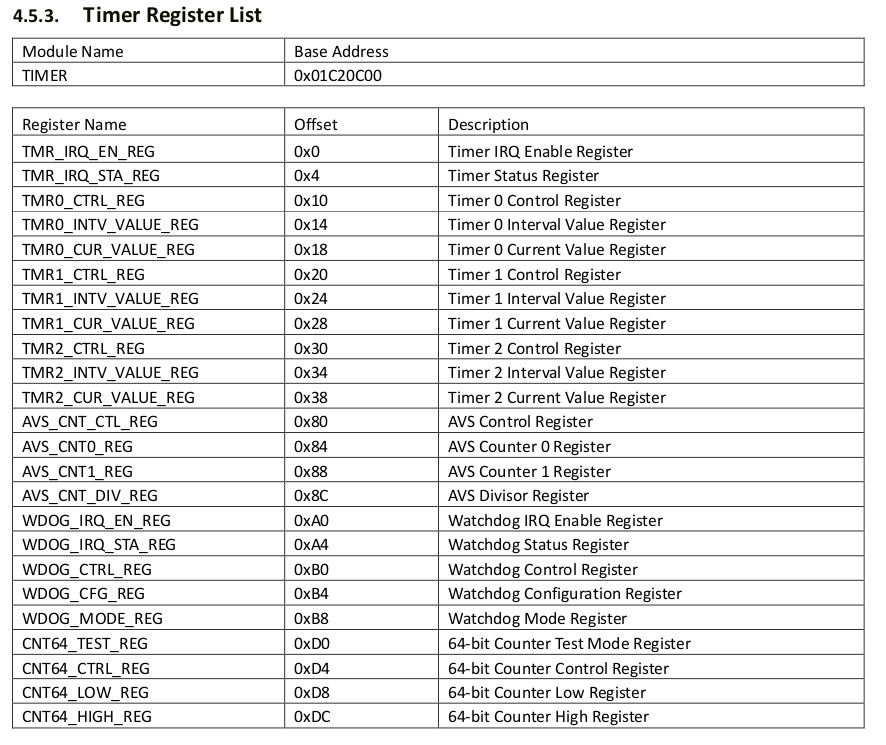 4.5.3. Timer Register List
Module Name Base Address
TIMER 0x01C20C00
Register Name Offset Description
TMR_IRQ_EN_REG 0x0 Timer IRQ Enable Register
TMR_IRQ_STA_REG 0x4 Timer Status Register
TMR0_CTRL_REG 0x10 Timer 0 Control Register
TMR0_INTV_VALUE_REG 0x14 Timer 0 Interval Value Register
TMR0_CUR_VALUE_REG 0x18 Timer 0 Current Value Register
TMR1_CTRL_REG 0x20 Timer 1 Control Register
TMR1_INTV_VALUE_REG 0x24 Timer 1 Interval Value Register
TMR1_CUR_VALUE_REG 0x28 Timer 1 Current Value Register
TMR2_CTRL_REG 0x30 Timer 2 Control Register
TMR2_INTV_VALUE_REG 0x34 Timer 2 Interval Value Register
TMR2_CUR_VALUE_REG 0x38 Timer 2 Current Value Register
AVS_CNT_CTL_REG 0x80 AVS Control Register
AVS_CNT0_REG 0x84 AVS Counter 0 Register
AVS_CNT1_REG 0x88 AVS Counter 1 Register
AVS_CNT_DIV_REG 0x8C AVS Divisor Register
WDOG_IRQ_EN_REG 0xA0 Watchdog IRQ Enable Register
WDOG_IRQ_STA_REG 0xA4 Watchdog Status Register
WDOG_CTRL_REG 0xB0 Watchdog Control Register
WDOG_CFG_REG 0xB4 Watchdog Configuration Register
WDOG_MODE_REG 0xB8 Watchdog Mode Register
CNT64_TEST_REG 0xD0 64-bit Counter Test Mode Register
CNT64_CTRL_REG 0xD4 64-bit Counter Control Register
CNT64_LOW_REG 0xD8 64-bit Counter Low Register
CNT64_HIGH_REG 0xDC 64-bit Counter High Register